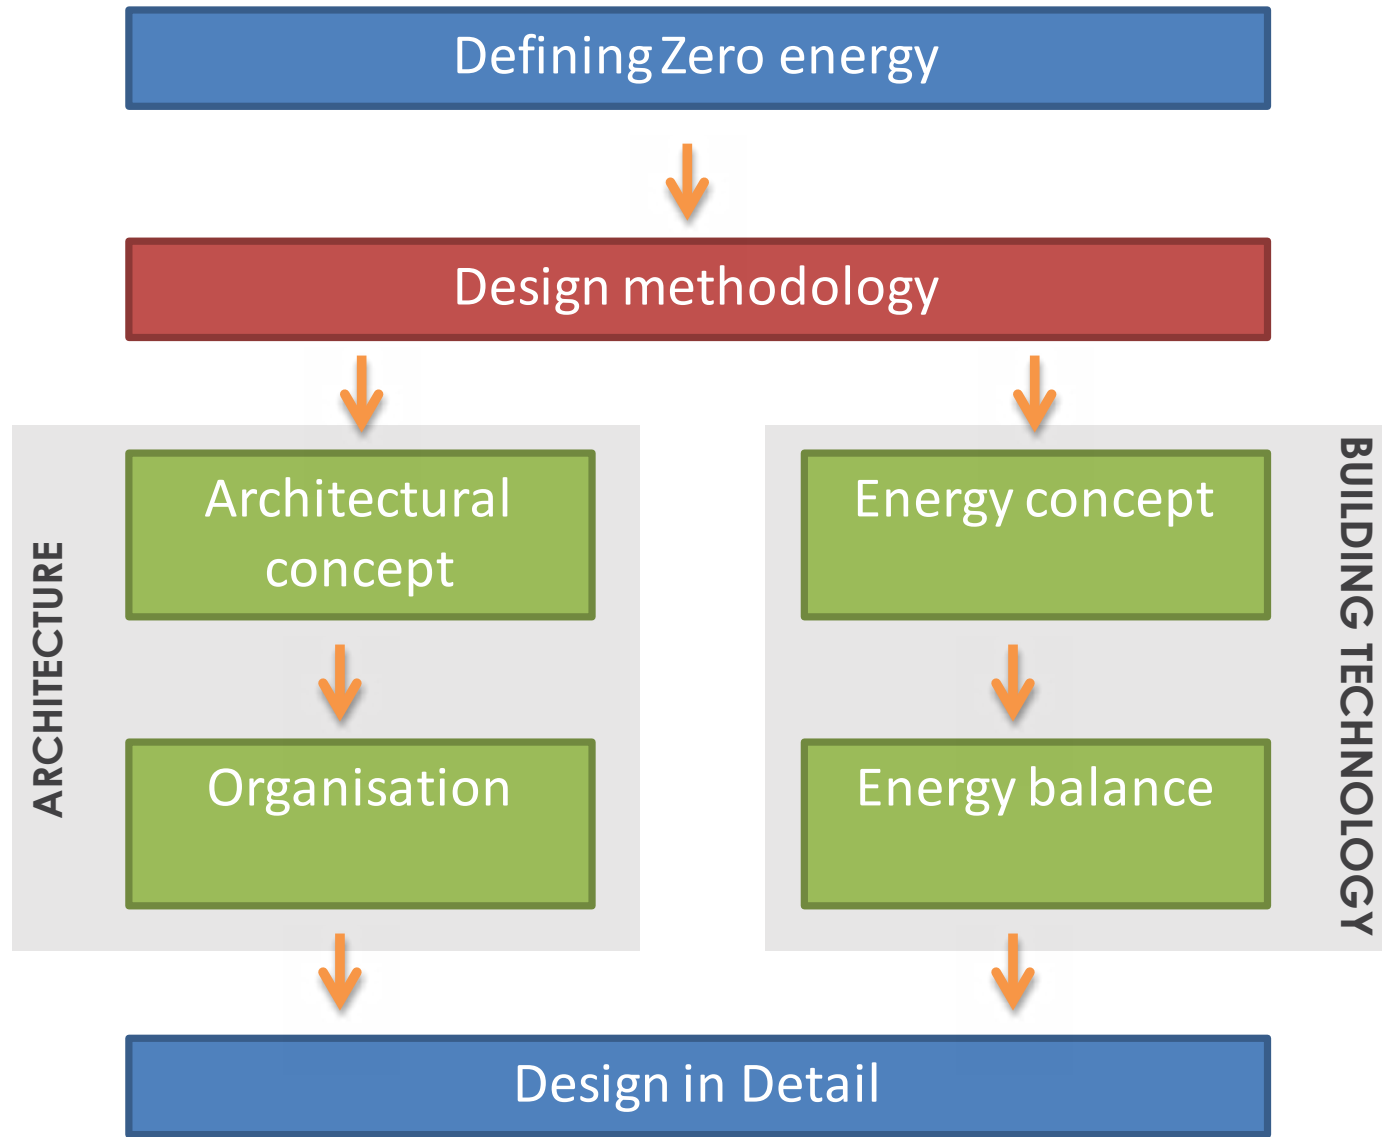 Defining Zero energy
Design methodology
ARCHITECTURE
Architectural
concept
Organisation
Energy concept
Energy balance
BUILDING TECHNOLOGY
Design in Detail